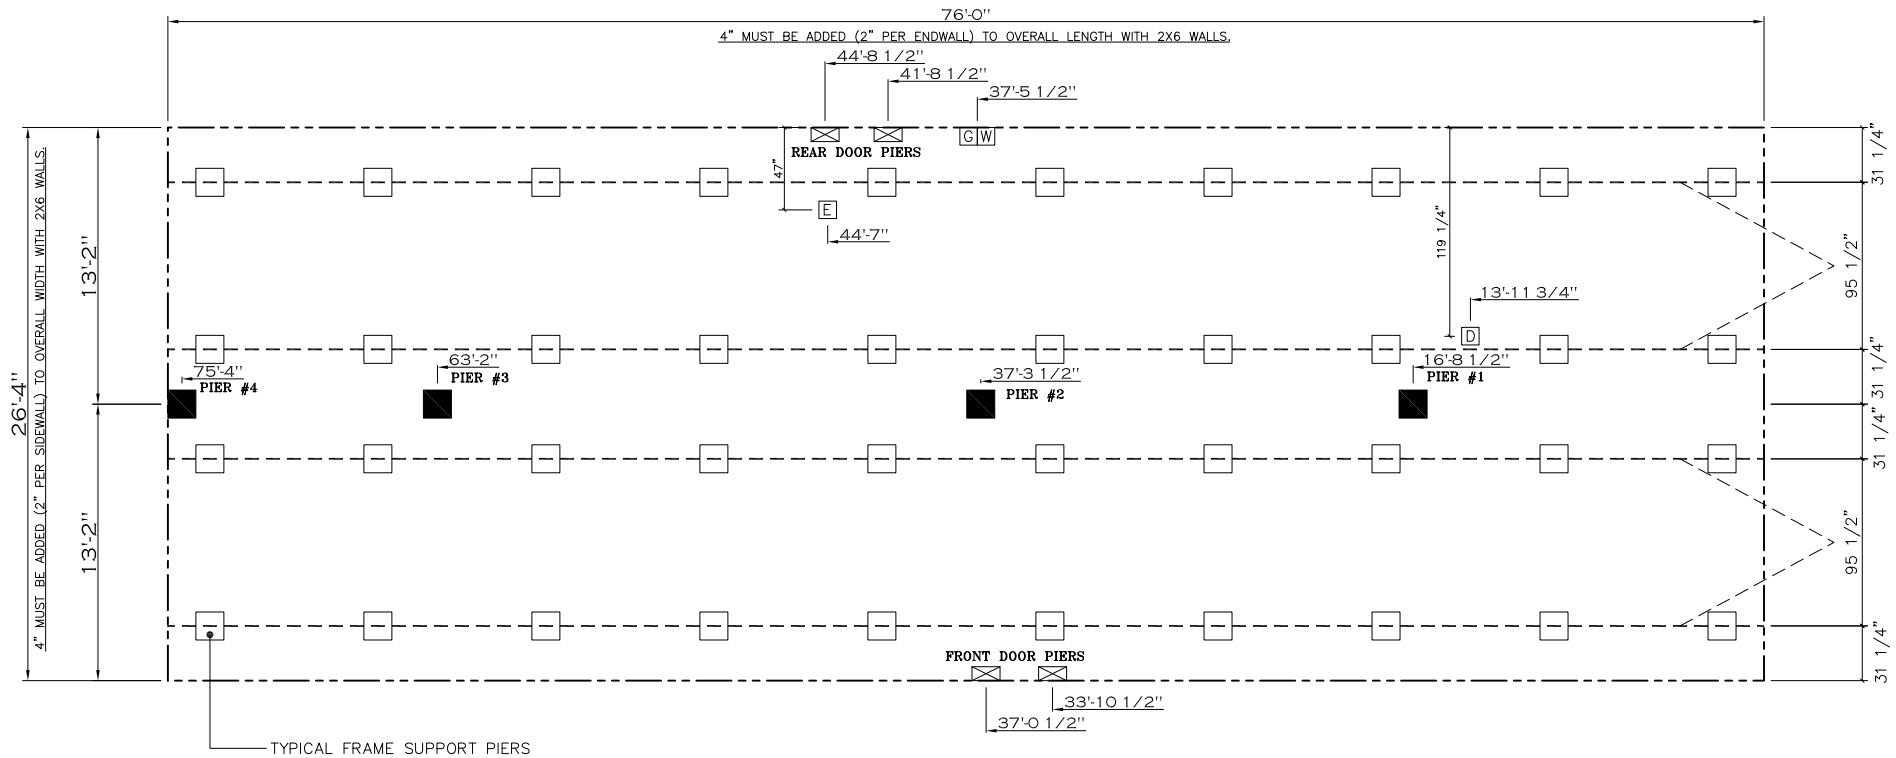 76'-0"
4" MUST BE ADDED (2" PER ENDWALL) TO OVERALL LENGTH WITH 2X6 WALLS.
44'-8 1/2"
41'-8 1/2"
37'-5 1/2"
G W
REAR DOOR PIERS
47"
E
44'-7"
119 1/4"
13'-11 3/4"
D
31 1/4"
95 1/2"
31 1/4"
31 1/4"
95 1/2"
31 1/4"
26'-4"
4" MUST BE ADDED (2" PER SIDEWALL) TO OVERALL WIDTH WITH 2X6 WALLS.
13'-2"
13'-2"
75'-4"
PIER #4
63'-2"
PIER #3
37'-3 1/2"
PIER #2
16'-8 1/2"
PIER #1
FRONT DOOR PIERS
33'-10 1/2"
37'-0 1/2"
TYPICAL FRAME SUPPORT PIERS